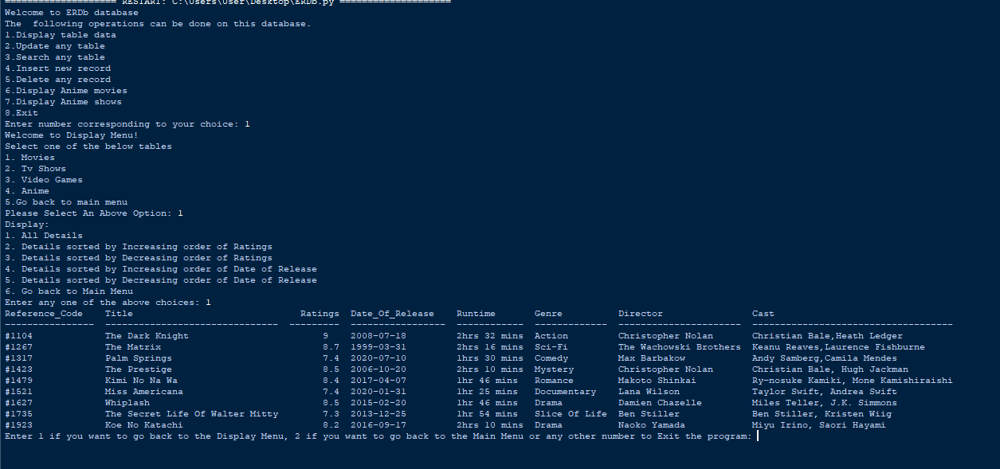 ===================== RESTART: C:\Users\User\Desktop\ERDb.py =====================
Welcome to ERDb database
The  following operations can be done on this database.
1.Display table data
2.Update any table
3.Search any table
4.Insert new record
5.Delete any record
6.Display Anime movies
7.Display Anime shows
8.Exit
Enter number corresponding to your choice: 1
Welcome to Display Menu!
Select one of the below tables
1. Movies
2. Tv Shows
3. Video Games
4. Anime
5.Go back to main menu
Please Select An Above Option: 1
Display:
1. All Details
2. Details sorted by Increasing order of Ratings
3. Details sorted by Decreasing order of Ratings
4. Details sorted by Increasing order of Date of Release
5. Details sorted by Decreasing order of Date of Release
6. Go back to Main Menu
Enter any one of the above choices: 1
Reference_Code    Title                              Ratings  Date_Of_Release    Runtime       Genre          Director                Cast
----------------  -------------------------------  ---------  -----------------  ------------  -------------  ----------------------  ------------------------------------
#1104             The Dark Knight                        9    2008-07-18         2hrs 32 mins  Action         Christopher Nolan       Christian Bale,Heath Ledger
#1267             The Matrix                             8.7  1999-03-31         2hrs 16 mins  Sci-Fi         The Wachowski Brothers  Keanu Reaves,Laurence Fishburne
#1317             Palm Springs                           7.4  2020-07-10         1hrs 30 mins  Comedy         Max Barbakow            Andy Samberg,Camila Mendes
#1423             The Prestige                           8.5  2006-10-20         2hrs 10 mins  Mystery        Christopher Nolan       Christian Bale, Hugh Jackman
#1479             Kimi No Na Wa                          8.4  2017-04-07         1hr 46 mins   Romance        Makoto Shinkai          Ry-nosuke Kamiki, Mone Kamishiraishi
#1521             Miss Americana                         7.4  2020-01-31         1hr 25 mins   Documentary    Lana Wilson             Taylor Swift, Andrea Swift
#1627             Whiplash                               8.5  2015-02-20         1hr 46 mins   Drama          Damien Chazelle         Miles Teller, J.K. Simmons
#1735             The Secret Life Of Walter Mitty        7.3  2013-12-25         1hr 54 mins   Slice Of Life  Ben Stiller             Ben Stiller, Kristen Wiig
#1923             Koe No Katachi                         8.2  2016-09-17         2hrs 10 mins  Drama          Naoko Yamada            Miyu Irino, Saori Hayami
Enter 1 if you want to go back to the Display Menu, 2 if you want to go back to the Main Menu or any other number to Exit the program: